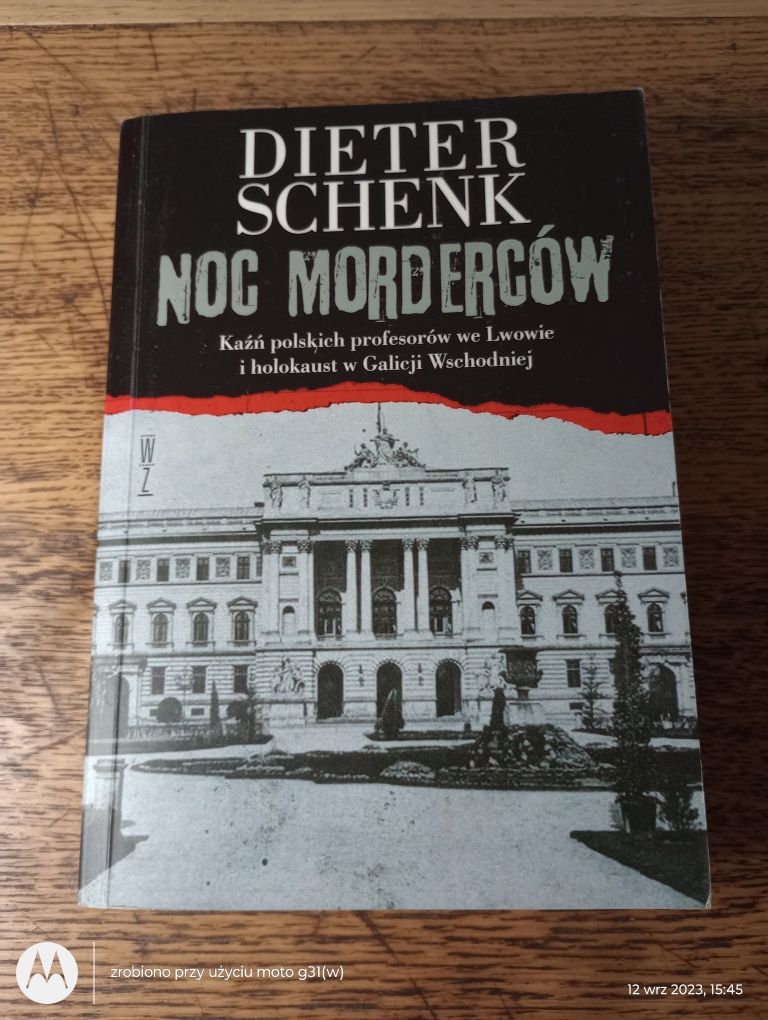 DIETER
SCHENK
NOC MORDERCÓW
Kaźń polskich profesorów we Lwowie
i holokaust w Galicji Wschodniej
W
Z
zrobiono przy użyciu moto g31(w)
12 wrz 2023, 15:45